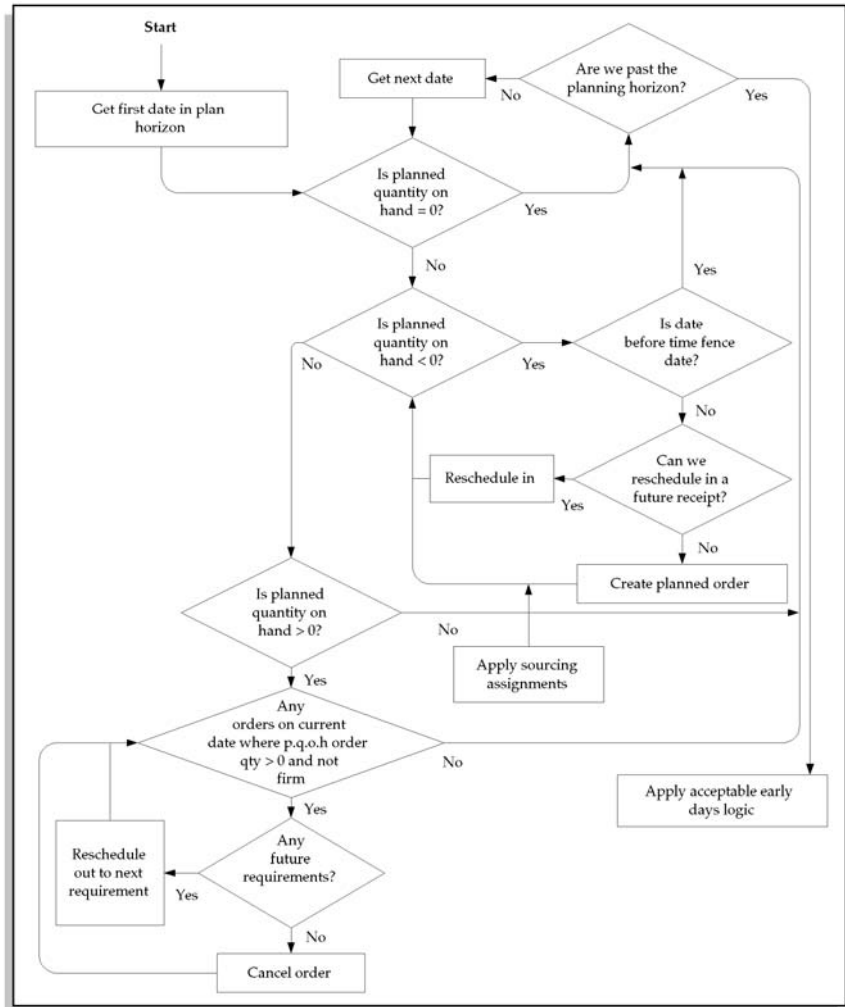 Start
Get first date in plan
horizon
Get next date
No
Are we past the
planning horizon?
Yes
Is planned
quantity on
hand = 0?
Yes
No
Is planned
quantity on
hand < 0?
No
Yes
Is date
before time fence
date?
Yes
No
Can we
reschedule in a
future receipt?
Yes
Reschedule in
No
Create planned order
Apply sourcing
assignments
Is planned
quantity on
hand > 0?
No
Yes
Any
orders on current
date where p.q.o.h order
qty > 0 and not
firm
No
Yes
Any
future
requirements?
Yes
Reschedule
out to next
requirement
No
Cancel order
Apply acceptable early
days logic